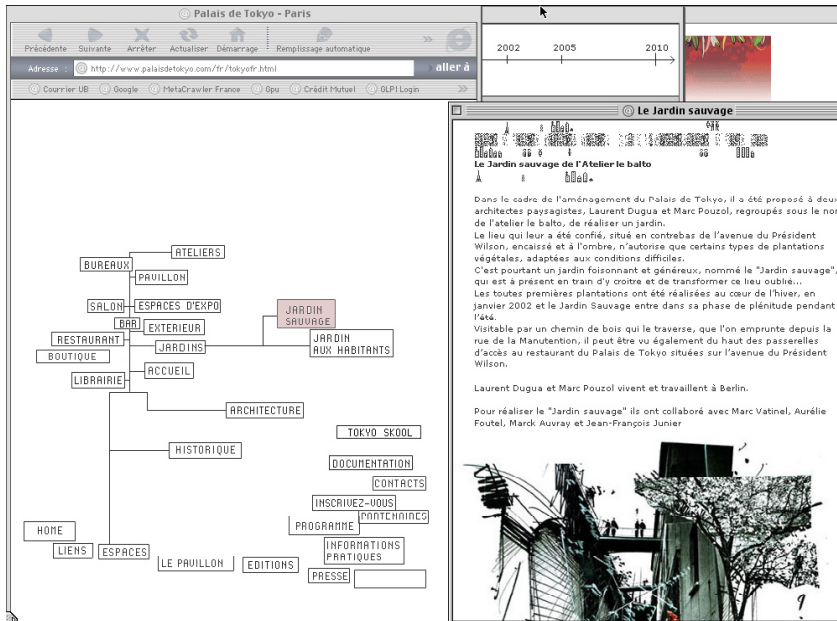 Palais de Tokyo - Paris
Précédente Suivante Arrêter Actualiser Démarrage Remplissage automatique
Adresse : http://www.palaisdetokyo.com/fr/tokyofr.html aller à
Courrier UB Google MetaCrawler France Opu Crédit Mutuel GLPI Login
2002 2005 2010
ATELIERS
BUREAUX
PAVILLON
SALON
ESPACES D'EXPO
BAR
EXTERIEUR
RESTAURANT
JARDINS
BOUTIQUE
ACCUEIL
LIBRAIRIE
JARDIN
SAUVAGE
JARDIN
AUX HABITANTS
ARCHITECTURE
HISTORIQUE
TOKYO SKOOL
DOCUMENTATION
CONTACTS
INSCRIVEZ-VOUS
PARTENAIRES
PROGRAMME
HOME
LIENS
ESPACES
LE PAVILLON
EDITIONS
INFORMATIONS
PRATIQUES
PRESSE
Le Jardin sauvage
Le Jardin sauvage de l'Atelier le balto
Dans le cadre de l'aménagement du Palais de Tokyo, il a été proposé à deux
architectes paysagistes, Laurent Dugua et Marc Pouzol, regroupés sous le nom
de l'atelier le balto, de réaliser un jardin.
Le lieu qui leur a été confié, situé en contrebas de l'avenue du Président
Wilson, encaissé et à l'ombre, n'autorise que certains types de plantations
végétales, adaptées aux conditions difficiles.
C'est pourtant un jardin foisonnant et généreux, nommé le "Jardin sauvage",
qui est à présent en train d'y croitre et de transformer ce lieu oublié...
Les toutes premières plantations ont été réalisées au cœur de l'hiver, en
janvier 2002 et le Jardin Sauvage entre dans sa phase de plénitude pendant
l'été.
Visitable par un chemin de bois qui le traverse, que l'on emprunte depuis la
rue de la Manutention, il peut être vu également du haut des passerelles
d'accès au restaurant du Palais de Tokyo situées sur l'avenue du Président
Wilson.
Laurent Dugua et Marc Pouzol vivent et travaillent à Berlin.
Pour réaliser le "Jardin sauvage" ils ont collaboré avec Marc Vatinel, Aurélie
Foutel, Marck Auvray et Jean-François Junier